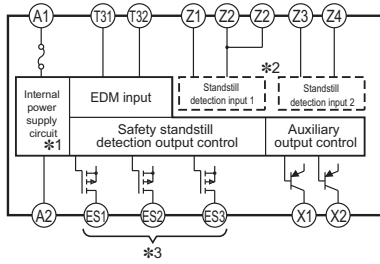 A1 T31 T32 Z1 Z2 Z2 Z3 Z4
*2
Internal
power
supply
circuit
*1
EDM input
Standstill
detection input 1
Standstill
detection input 2
Safety standstill
detection output control
Auxiliary
output control
A2 ES1 ES2 ES3 X1 X2
*3